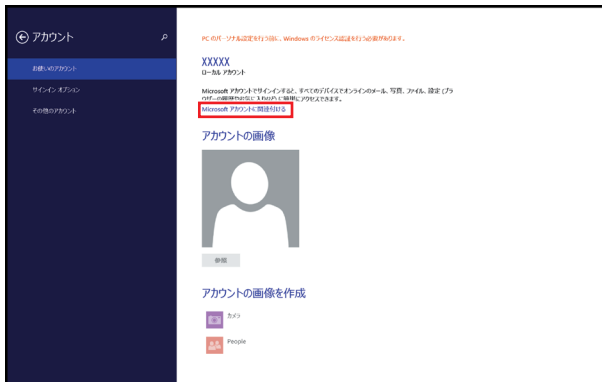 アカウント
お使いのアカウント
サインイン オプション
その他のアカウント
PC のパーソナル設定を行う前に、Windows のライセンス認証を行う必要があります。
XXXXX
ローカル アカウント
Microsoft アカウントでサインインすると、すべてのデバイスでオンラインのメール、写真、ファイル、設定 (ブラ
ウザーの履歴やお気に入りなど) に簡単にアクセスできます。
Microsoft アカウントに関連付ける
アカウントの画像
参照
アカウントの画像を作成
カメラ
People